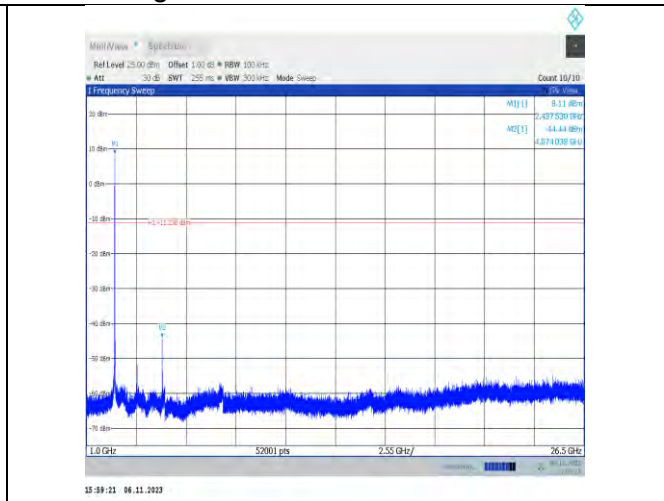 MultiView Spectrum
Ref Level 25.00 dBm Offset 1.00 dB RBW 100 kHz
Att 30 dB SWT 255 ms VBW 300 kHz Mode Sweep Count 10/10
1 Frequency Sweep
M1[1] 8.11 dBm
20 dBm
2.437 530 GHz
M2[1] -44.44 dBm
10 dBm
4.874 038 GHz
M1
0 dBm
-10 dBm
-20 dBm
-30 dBm
-40 dBm
M2
-50 dBm
-60 dBm
-70 dBm
1.0 GHz 52001 pts 2.55 GHz/ 26.5 GHz
15:59:21 06.11.2023